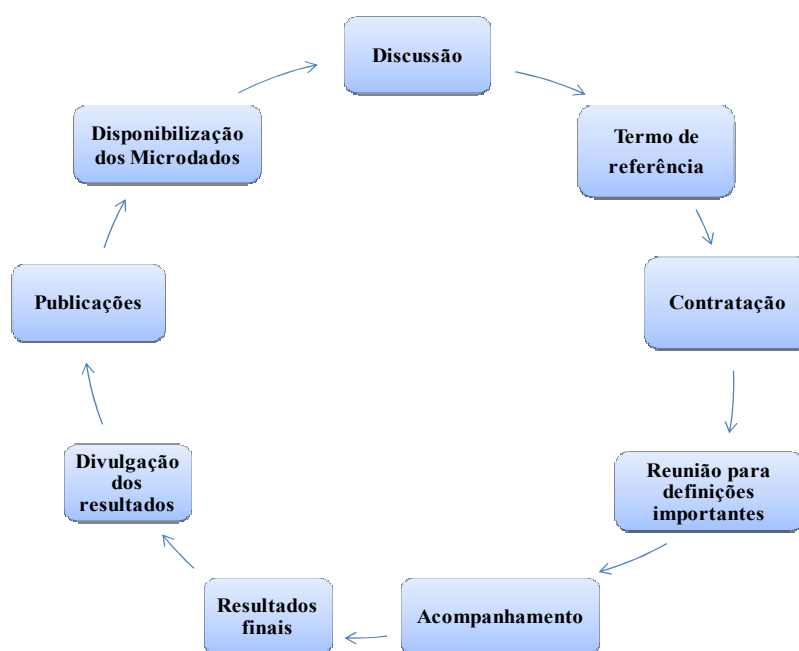 Discussão
Termo de
referência
Contratação
Reunião para
definições
importantes
Acompanhamento
Resultados
finais
Divulgação
dos
resultados
Publicações
Disponibilização
dos Microdados